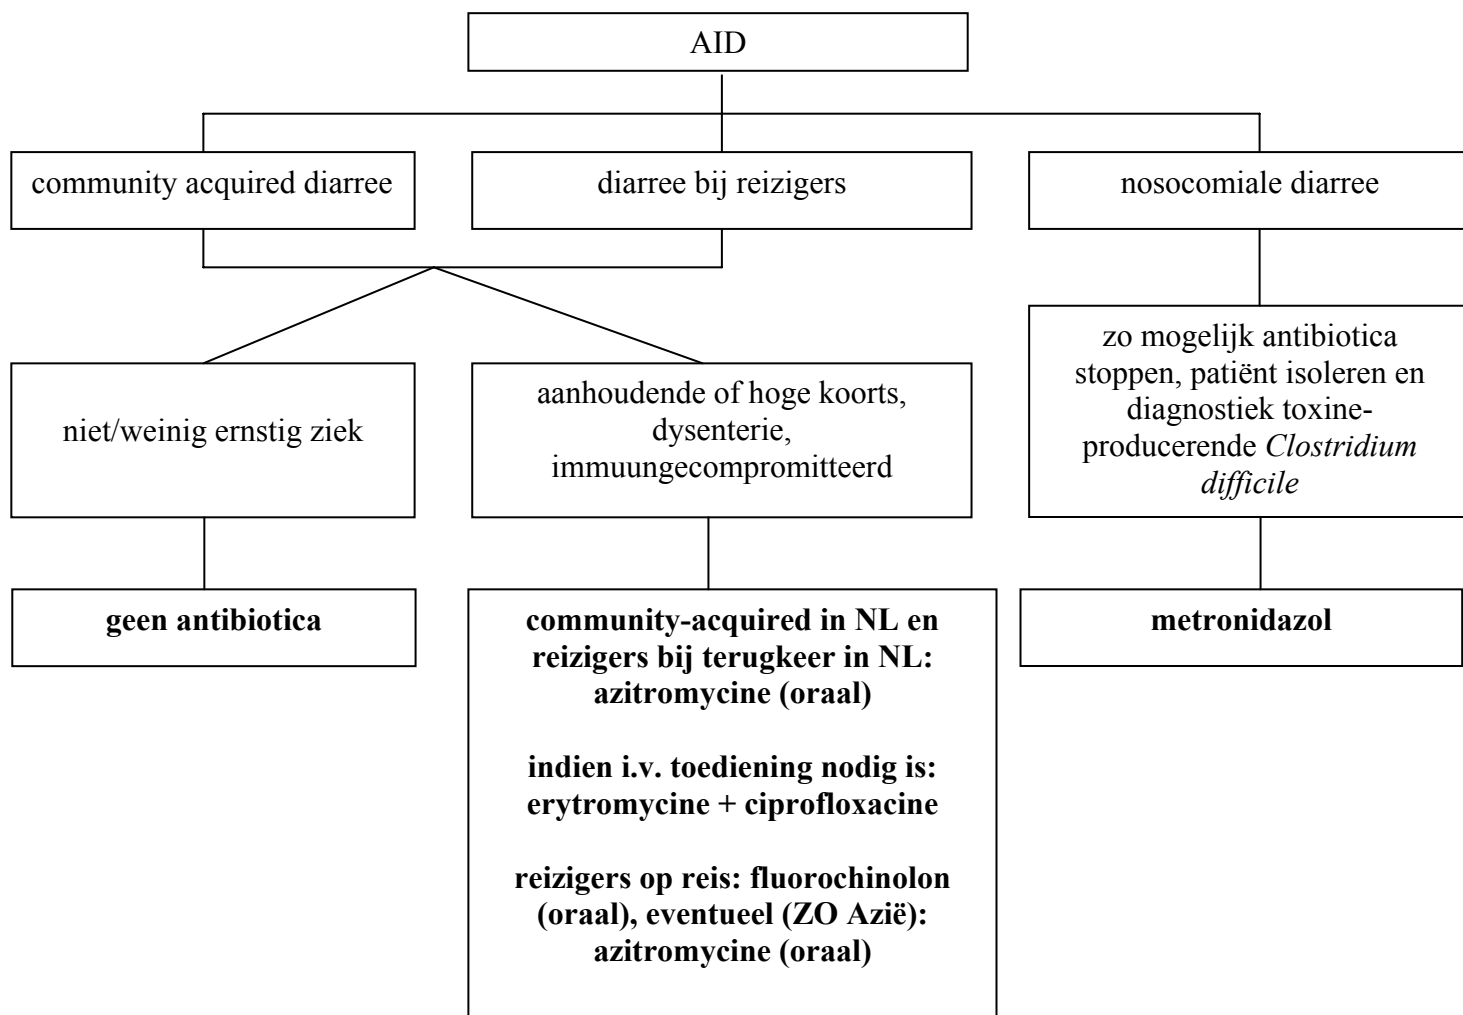 AID
community acquired diarree
diarree bij reizigers
nosocomiale diarree
niet/weinig ernstig ziek
aanhoudende of hoge koorts,
dysenterie,
immuungecompromitteerd
zo mogelijk antibiotica
stoppen, patiënt isoleren en
diagnostiek toxine-
producerende Clostridium
difficile
geen antibiotica
community-acquired in NL en
reizigers bij terugkeer in NL:
azitromycine (oraal)
indien i.v. toediening nodig is:
erytromycine + ciprofloxacine
reizigers op reis: fluorochinolon
(oraal), eventueel (ZO Azië):
azitromycine (oraal)
metronidazol